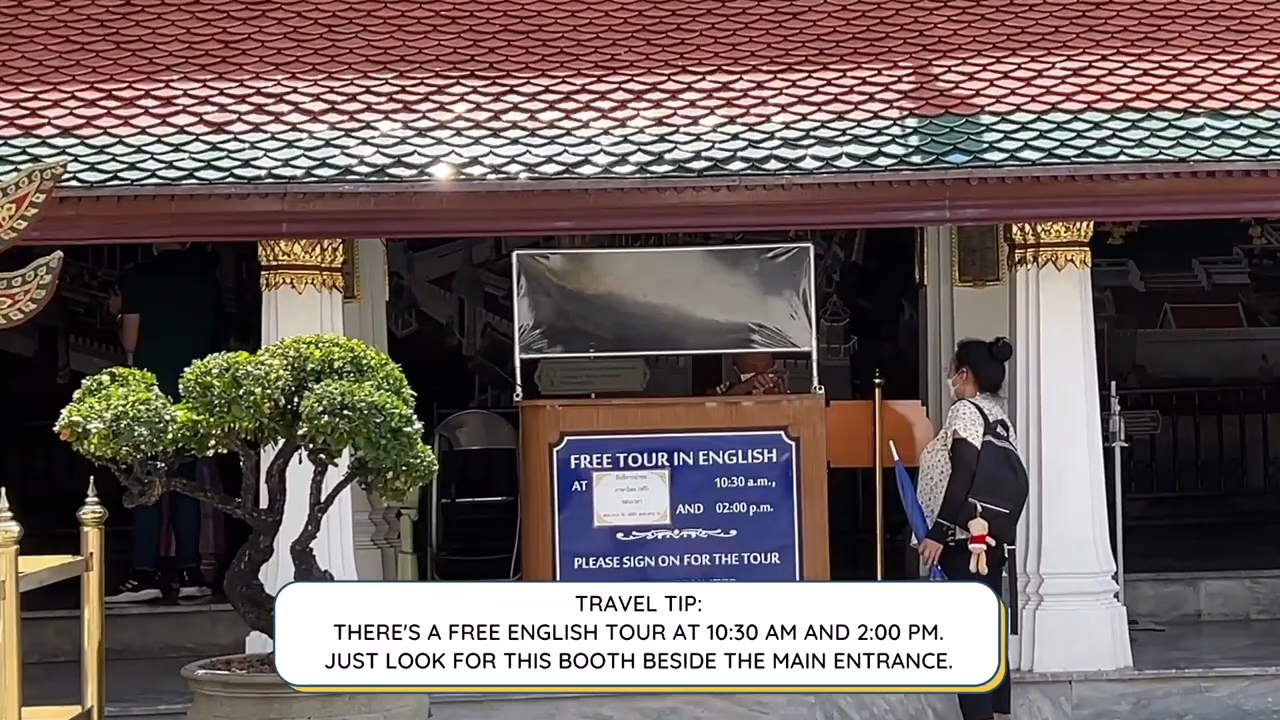 FREE TOUR IN ENGLISH
AT 10:30 a.m.,
AND 02:00 p.m.
PLEASE SIGN ON FOR THE TOUR
TRAVEL TIP:
THERE'S A FREE ENGLISH TOUR AT 10:30 AM AND 2:00 PM.
JUST LOOK FOR THIS BOOTH BESIDE THE MAIN ENTRANCE.